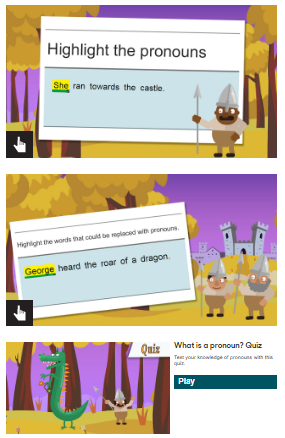 Highlight the pronouns
She ran towards the castle.
Highlight the words that could be replaced with pronouns.
George heard the roar of a dragon.
Quiz
What is a pronoun? Quiz
Test your knowledge of pronouns with this
quiz.
Play